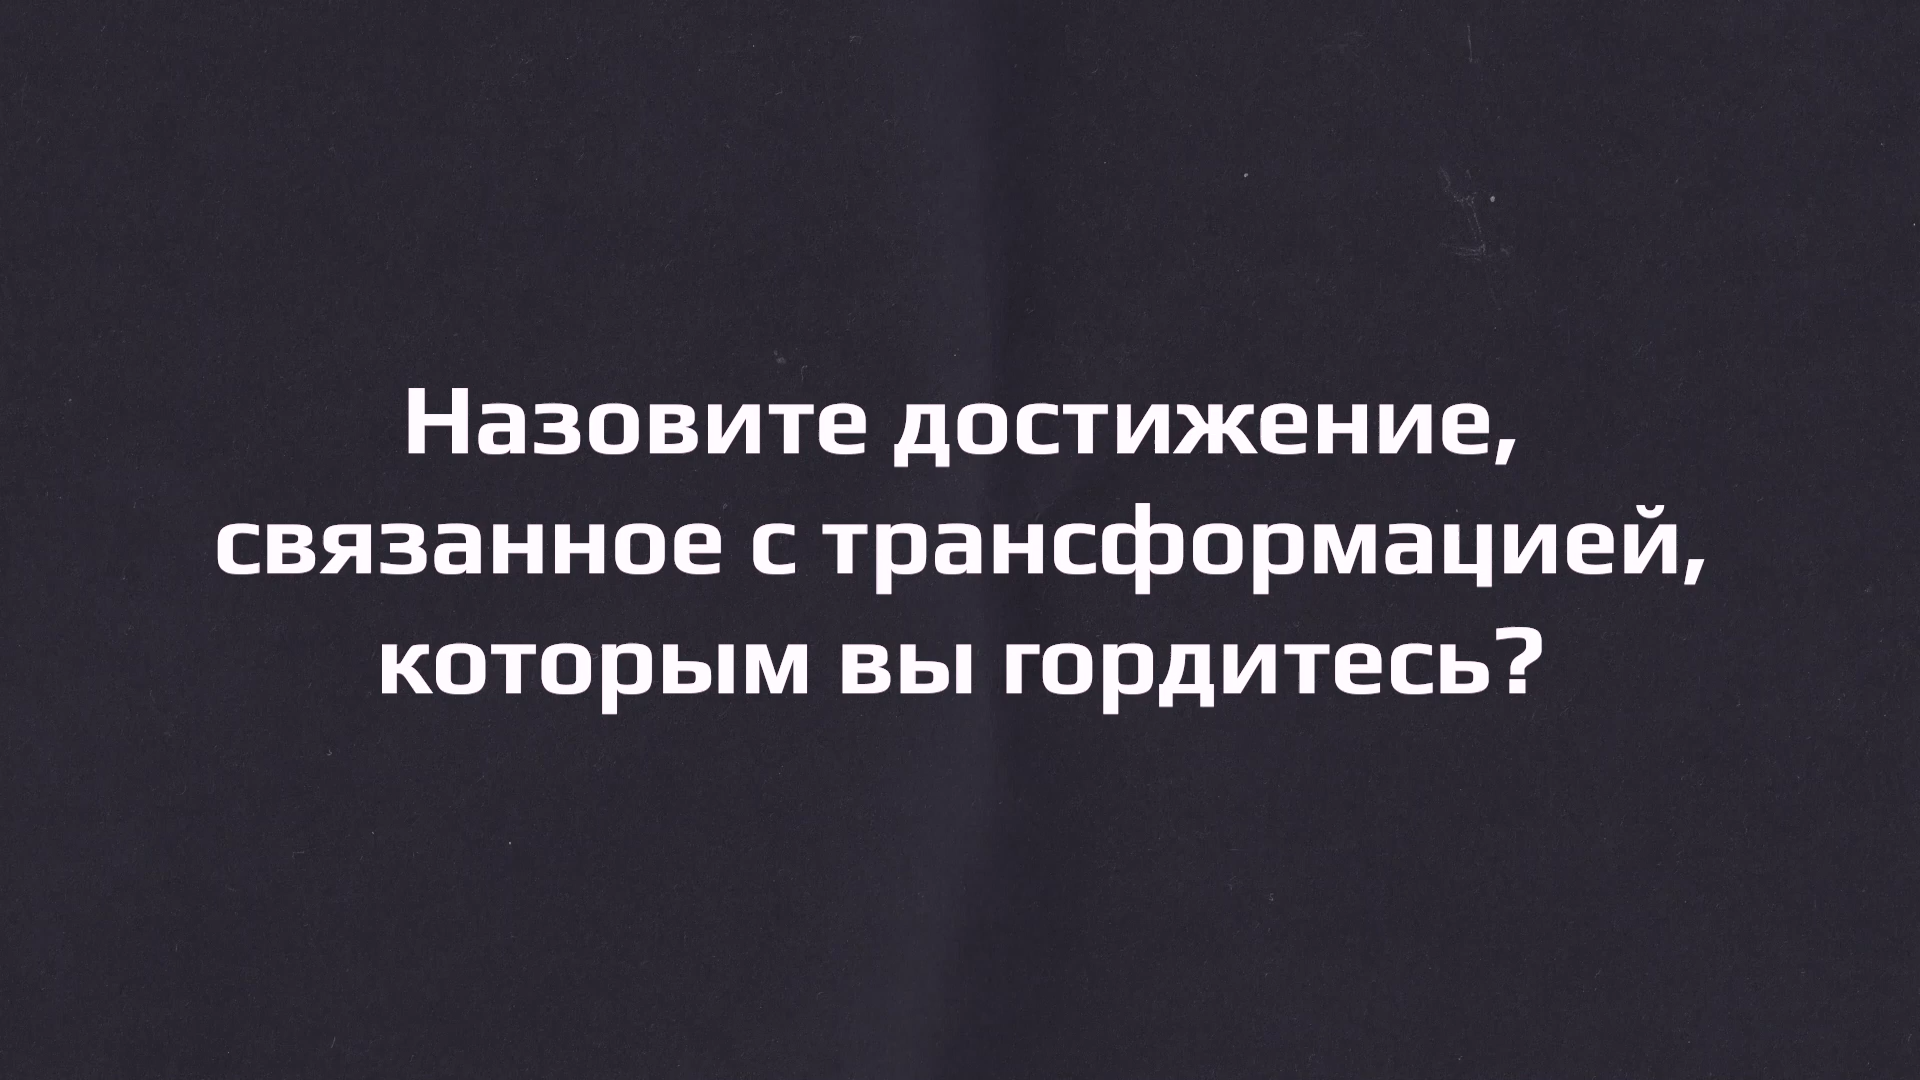 Назовите достижение,
связанное с трансформацией,
которым вы гордитесь?